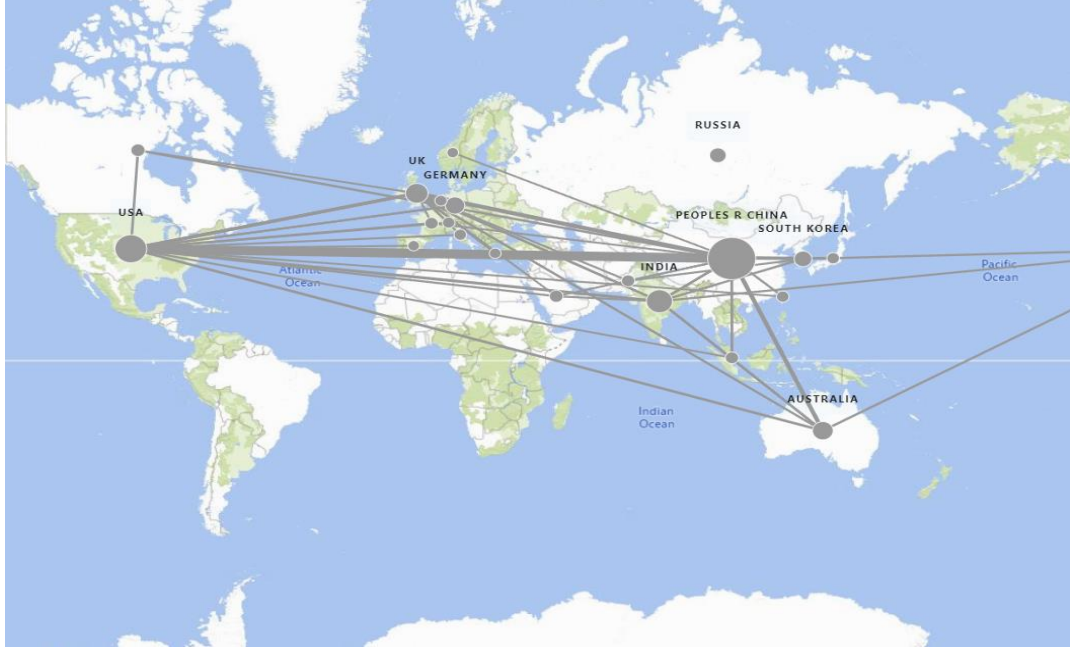 RUSSIA
UK
GERMANY
USA
PEOPLES R CHINA
SOUTH KOREA
INDIA
Atlantic
Ocean
Pacific
Ocean
AUSTRALIA
Indian
Ocean